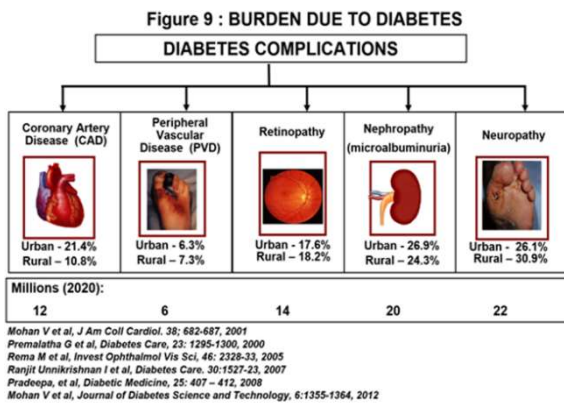 Figure 9 : BURDEN DUE TO DIABETES
DIABETES COMPLICATIONS
Coronary Artery
Disease (CAD)
Urban - 21.4%
Rural – 10.8%
Peripheral
Vascular
Disease (PVD)
Urban - 6.3%
Rural – 7.3%
Retinopathy
Urban - 17.6%
Rural – 18.2%
Nephropathy
(microalbuminuria)
Urban - 26.9%
Rural – 24.3%
Neuropathy
Urban - 26.1%
Rural – 30.9%
Millions (2020):
12 6 14 20 22
Mohan V et al, J Am Coll Cardiol. 38; 682-687, 2001
Premalatha G et al, Diabetes Care, 23: 1295-1300, 2000
Rema M et al, Invest Ophthalmol Vis Sci, 46: 2328-33, 2005
Ranjit Unnikrishnan I et al, Diabetes Care. 30:1527-23, 2007
Pradeepa, et al, Diabetic Medicine, 25: 407 – 412, 2008
Mohan V et al, Journal of Diabetes Science and Technology, 6:1355-1364, 2012